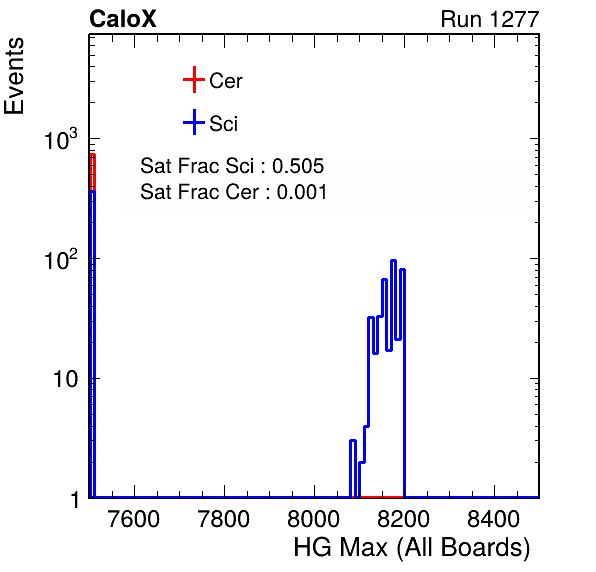 CaloX Run 1277
Events
Cer
Sci
Sat Frac Sci : 0.505
Sat Frac Cer : 0.001
10³
10²
10
1
7600 7800 8000 8200 8400
HG Max (All Boards)